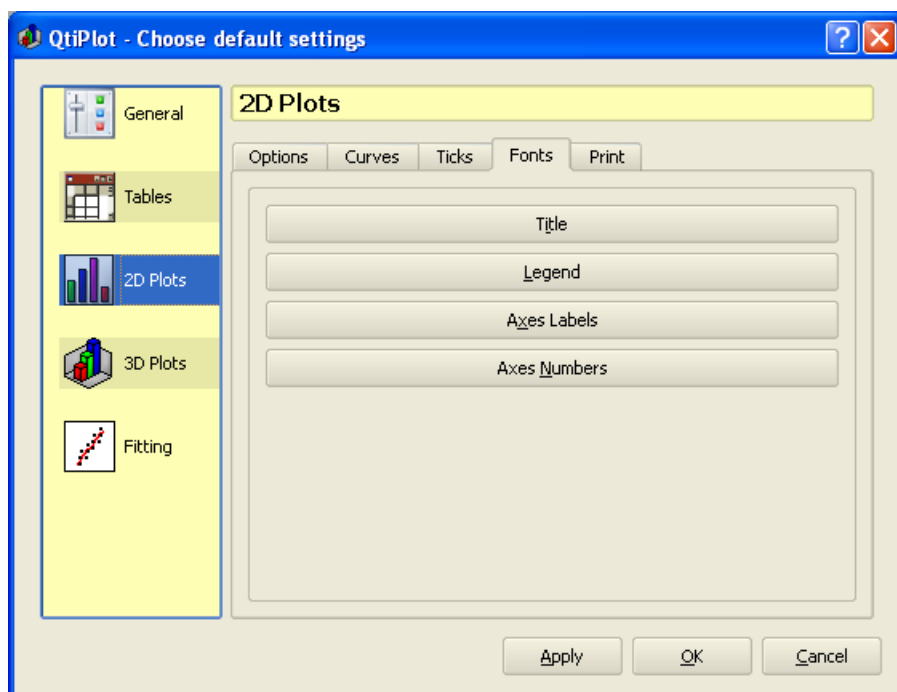 QtiPlot - Choose default settings
General
Tables
2D Plots
3D Plots
Fitting
2D Plots
Options Curves Ticks Fonts Print
Title
Legend
Axes Labels
Axes Numbers
Apply OK Cancel